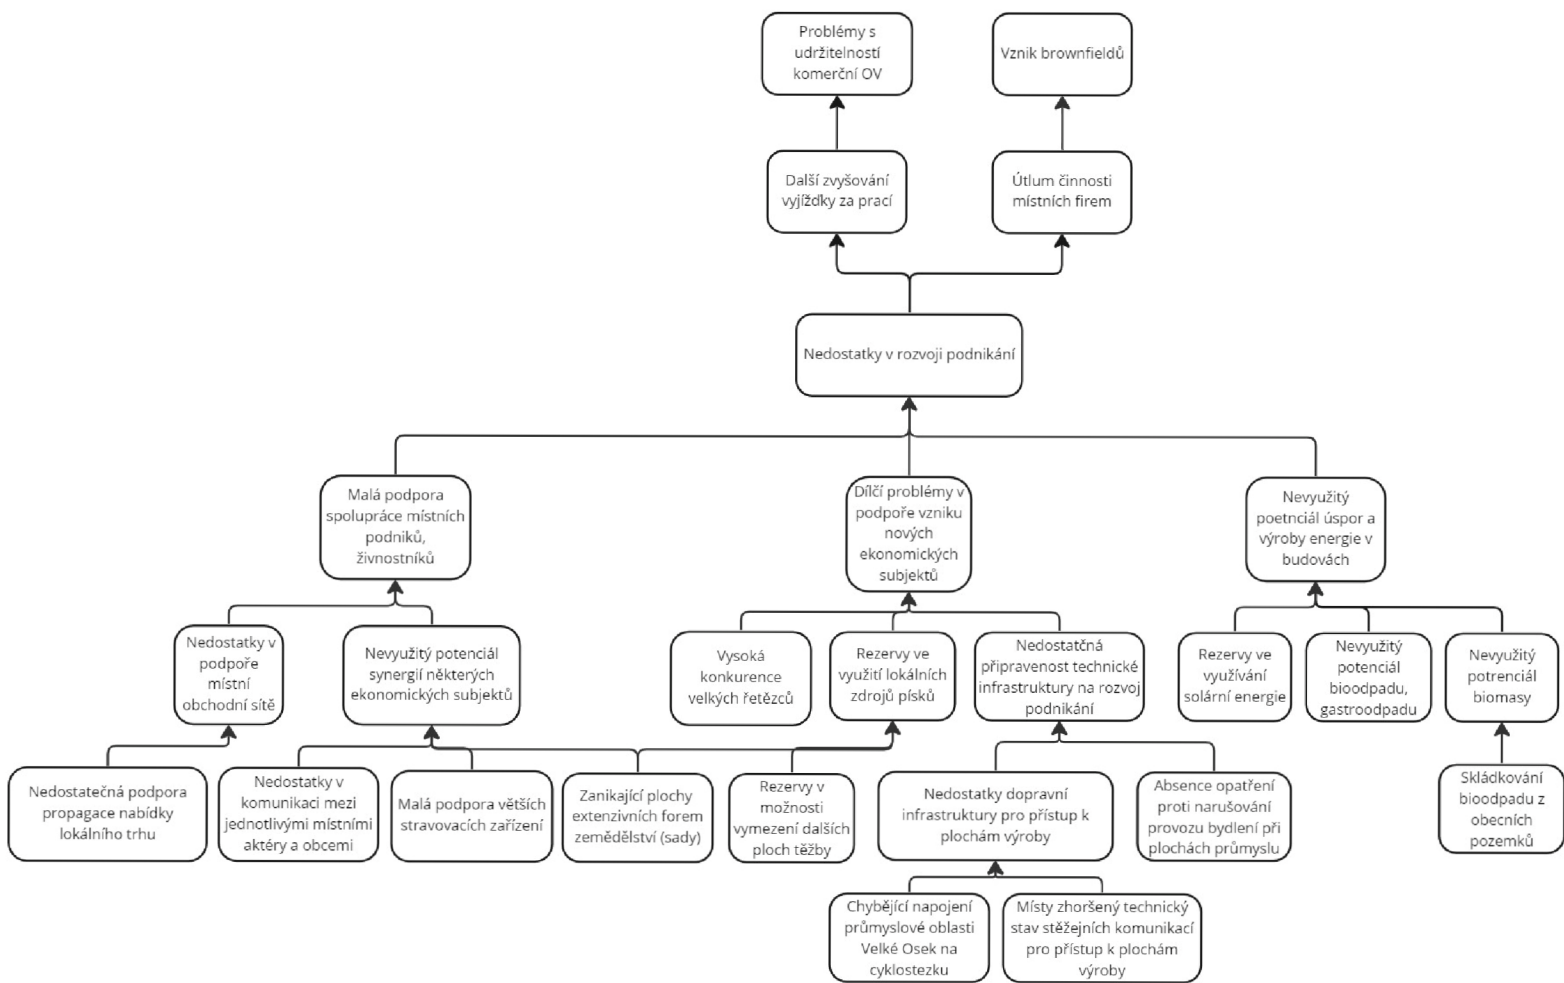 Problémy s
udržitelností
komerční OV
Vznik brownfieldů
Další zvyšování
vyjížďky za prací
Útlum činnosti
místních firem
Nedostatky v rozvoji podnikání
Malá podpora
spolupráce místních
podniků,
živnostníků
Dílčí problémy v
podpoře vzniku
nových
ekonomických
subjektů
Nevyužitý
poetnciál úspor a
výroby energie v
budovách
Nedostatky v
podpoře
místní
obchodní sítě
Nevyužitý potenciál
synergií některých
ekonomických subjektů
Vysoká
konkurence
velkých řetězců
Rezervy ve
využití lokálních
zdrojů písků
Nedostatčná
připravenost technické
infrastruktury na rozvoj
podnikání
Rezervy ve
využívání
solární energie
Nevyužitý
potenciál
bioodpadu,
gastroodpadu
Nevyužitý
potrenciál
biomasy
Nedostatečná podpora
propagace nabídky
lokálního trhu
Nedostatky v
komunikaci mezi
jednotlivými místními
aktéry a obcemi
Malá podpora větších
stravovacích zařízení
Zanikající plochy
extenzivních forem
zemědělství (sady)
Rezervy v
možnosti
vymezení dalších
ploch těžby
Nedostatky dopravní
infrastruktury pro přístup k
plochám výroby
Absence opatření
proti narušování
provozu bydlení při
plochách průmyslu
Skládkování
bioodpadu z
obecních
pozemků
Chybějící napojení
průmyslové oblasti
Velké Osek na
cyklostezku
Místy zhoršený technický
stav stěžejních komunikací
pro přístup k plochám
výroby